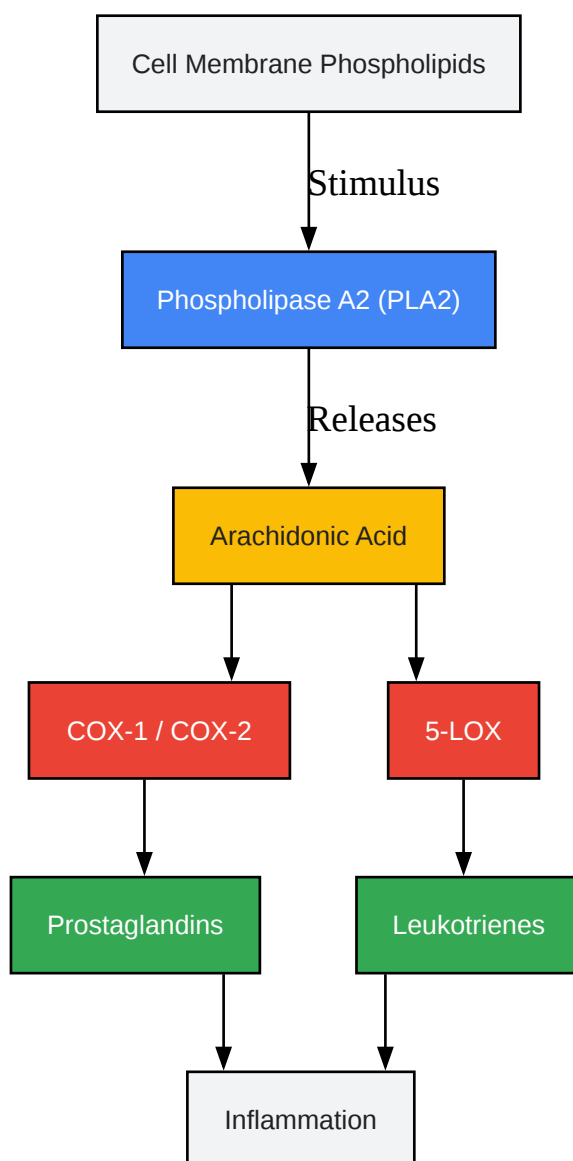 Cell Membrane Phospholipids
Stimulus
Phospholipase A2 (PLA2)
Releases
Arachidonic Acid
COX-1 / COX-2
5-LOX
Prostaglandins
Leukotrienes
Inflammation